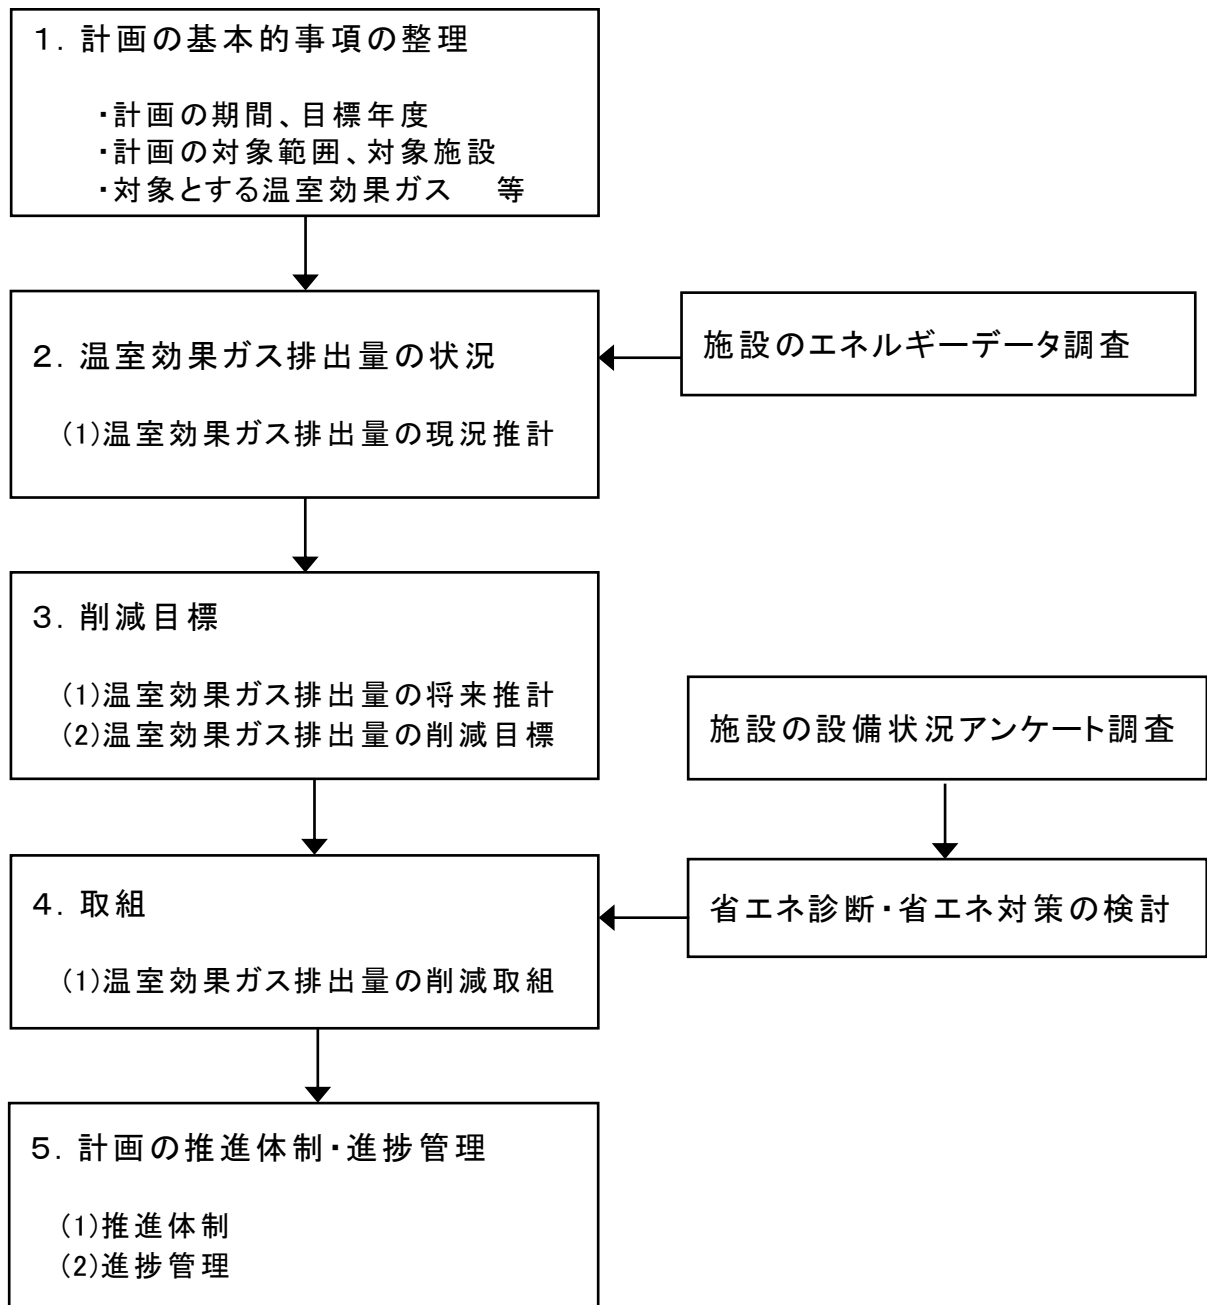 １．計画の基本的事項の整理
・計画の期間、目標年度
・計画の対象範囲、対象施設
・対象とする温室効果ガス　等
２．温室効果ガス排出量の状況
(1)温室効果ガス排出量の現況推計
施設のエネルギーデータ調査
３．削減目標
(1)温室効果ガス排出量の将来推計
(2)温室効果ガス排出量の削減目標
施設の設備状況アンケート調査
４．取組
(1)温室効果ガス排出量の削減取組
省エネ診断・省エネ対策の検討
５．計画の推進体制・進捗管理
(1)推進体制
(2)進捗管理